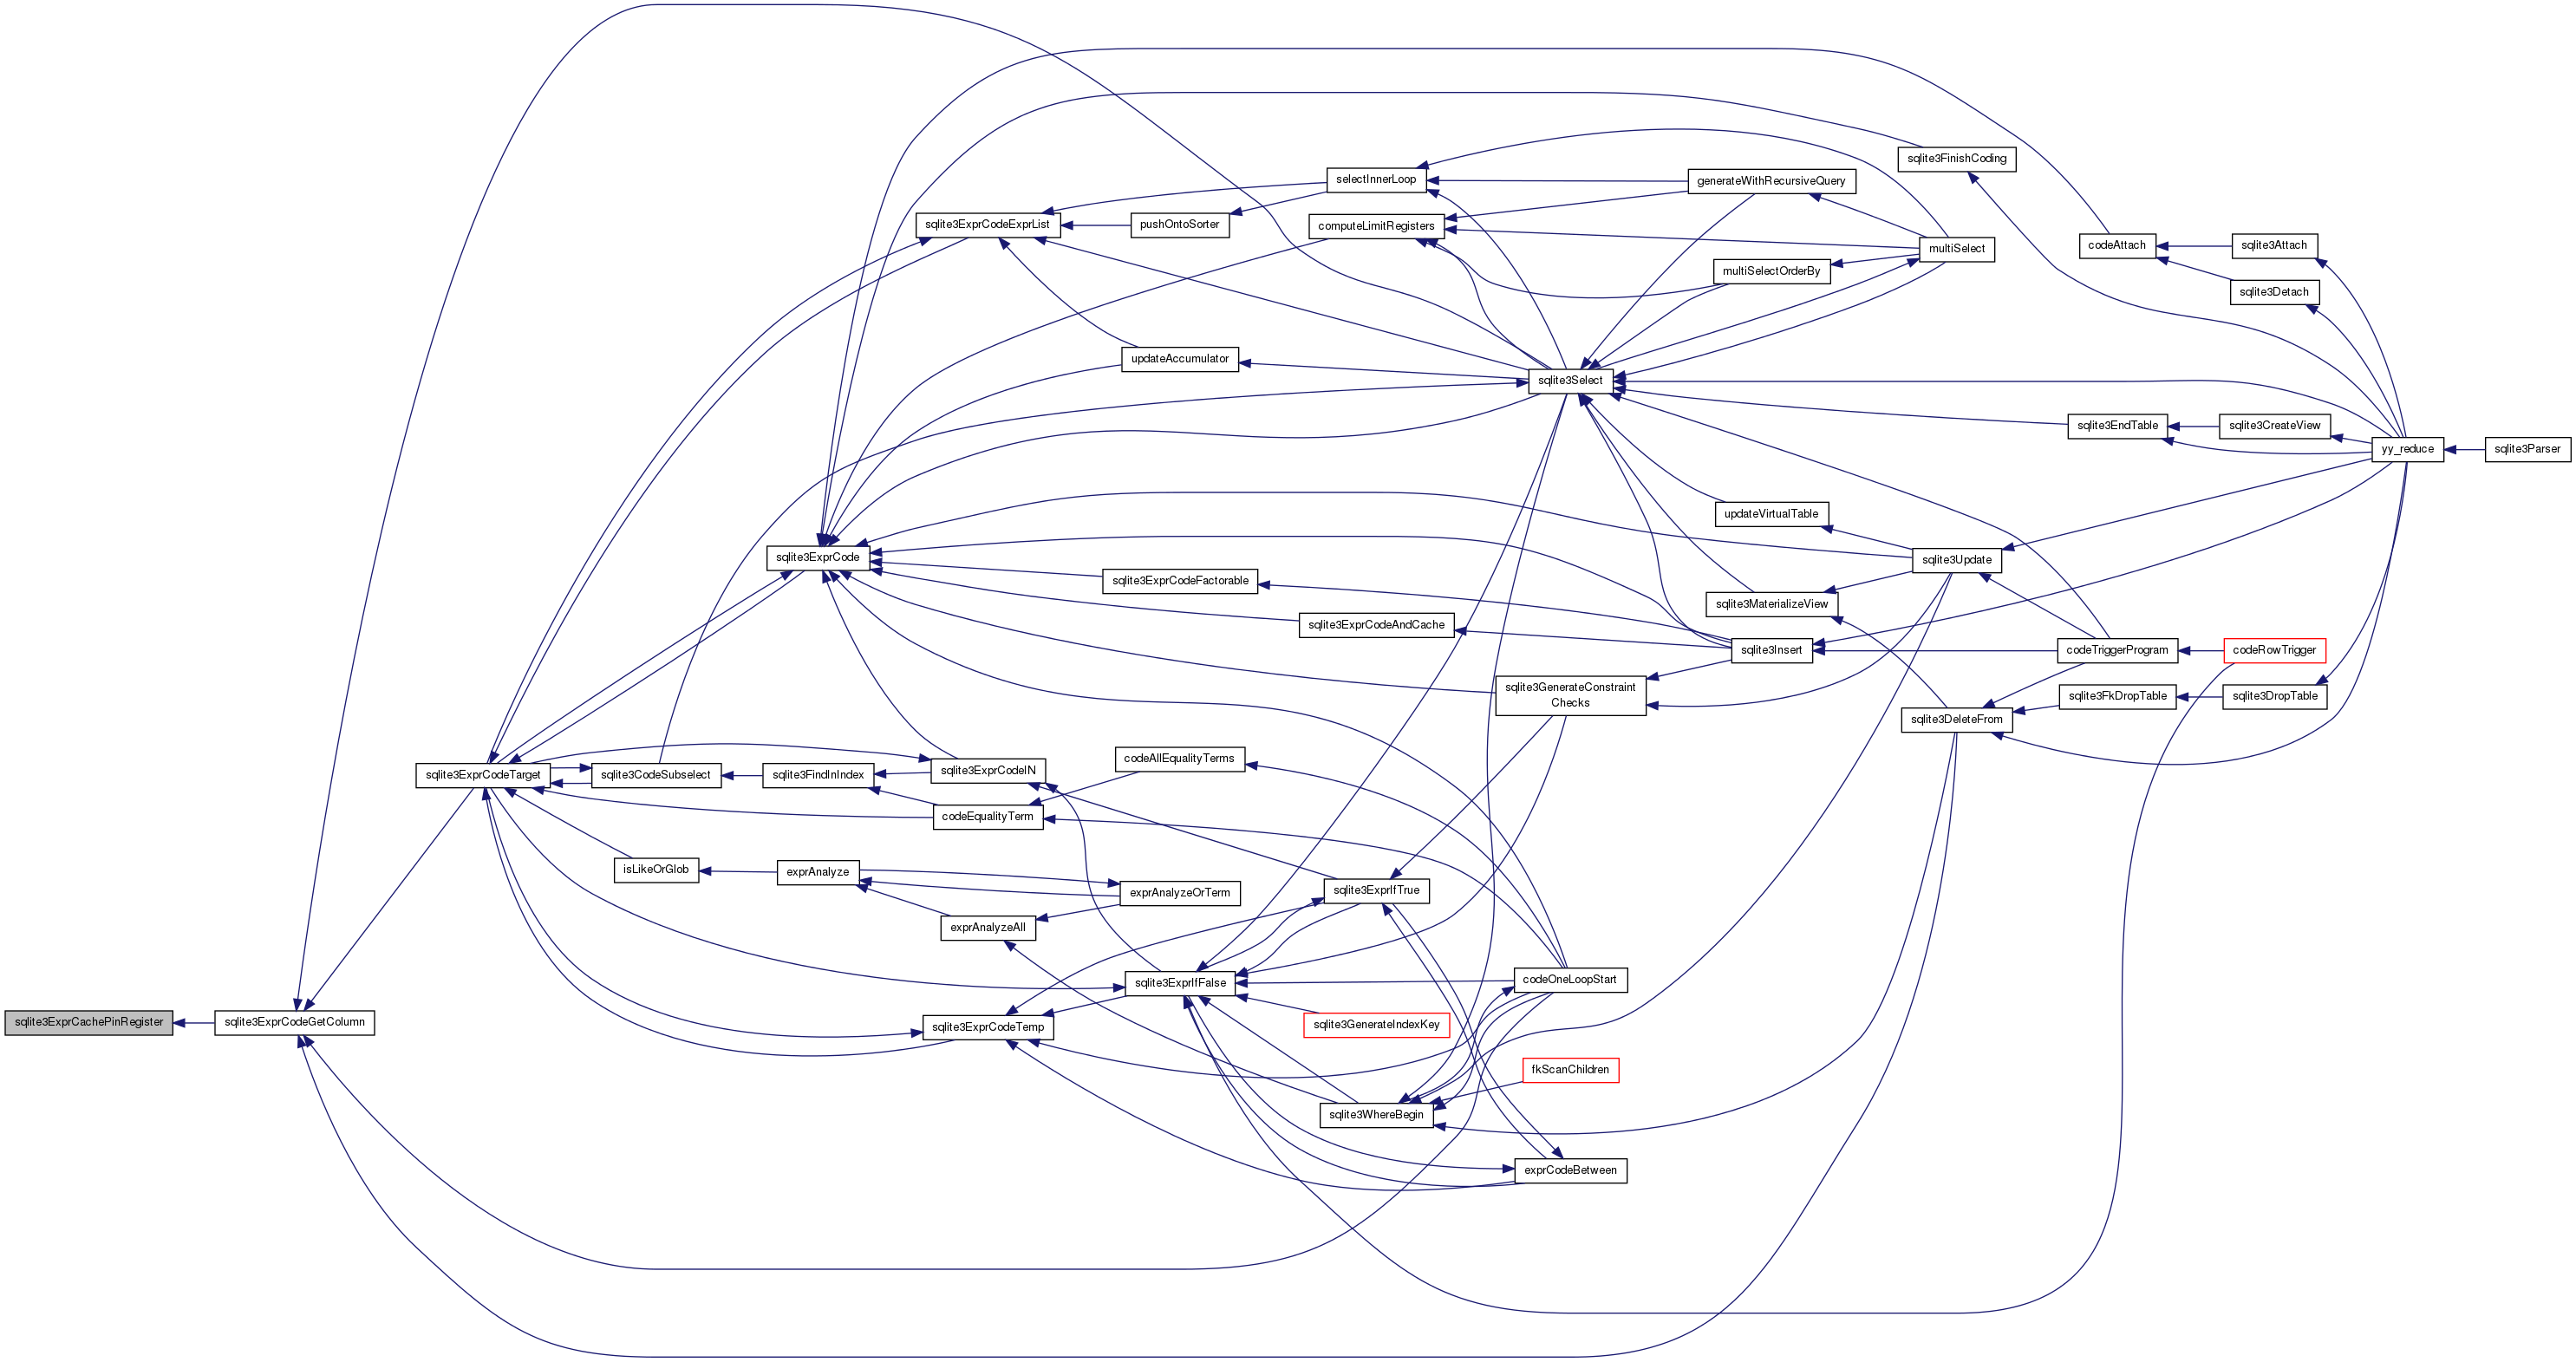 sqlite3ExprCachePinRegister
sqlite3ExprCodeGetColumn
sqlite3ExprCodeTarget
sqlite3CodeSubselect
isLikeOrGlob
sqlite3ExprCode
sqlite3FindInIndex
exprAnalyze
sqlite3ExprCodeExprList
sqlite3ExprCodeIN
codeEqualityTerm
exprAnalyzeAll
sqlite3ExprCodeTemp
pushOntoSorter
updateAccumulator
sqlite3ExprCodeFactorable
sqlite3ExprCodeAndCache
codeAllEqualityTerms
exprAnalyzeOrTerm
sqlite3ExprIfFalse
selectInnerLoop
computeLimitRegisters
sqlite3ExprIfTrue
sqlite3GenerateIndexKey
sqlite3WhereBegin
sqlite3Select
sqlite3GenerateConstraint
Checks
codeOneLoopStart
fkScanChildren
exprCodeBetween
generateWithRecursiveQuery
multiSelectOrderBy
updateVirtualTable
sqlite3MaterializeView
sqlite3Insert
sqlite3FinishCoding
multiSelect
sqlite3Update
sqlite3DeleteFrom
codeAttach
sqlite3EndTable
codeTriggerProgram
sqlite3FkDropTable
sqlite3Attach
sqlite3Detach
sqlite3CreateView
codeRowTrigger
sqlite3DropTable
yy_reduce
sqlite3Parser